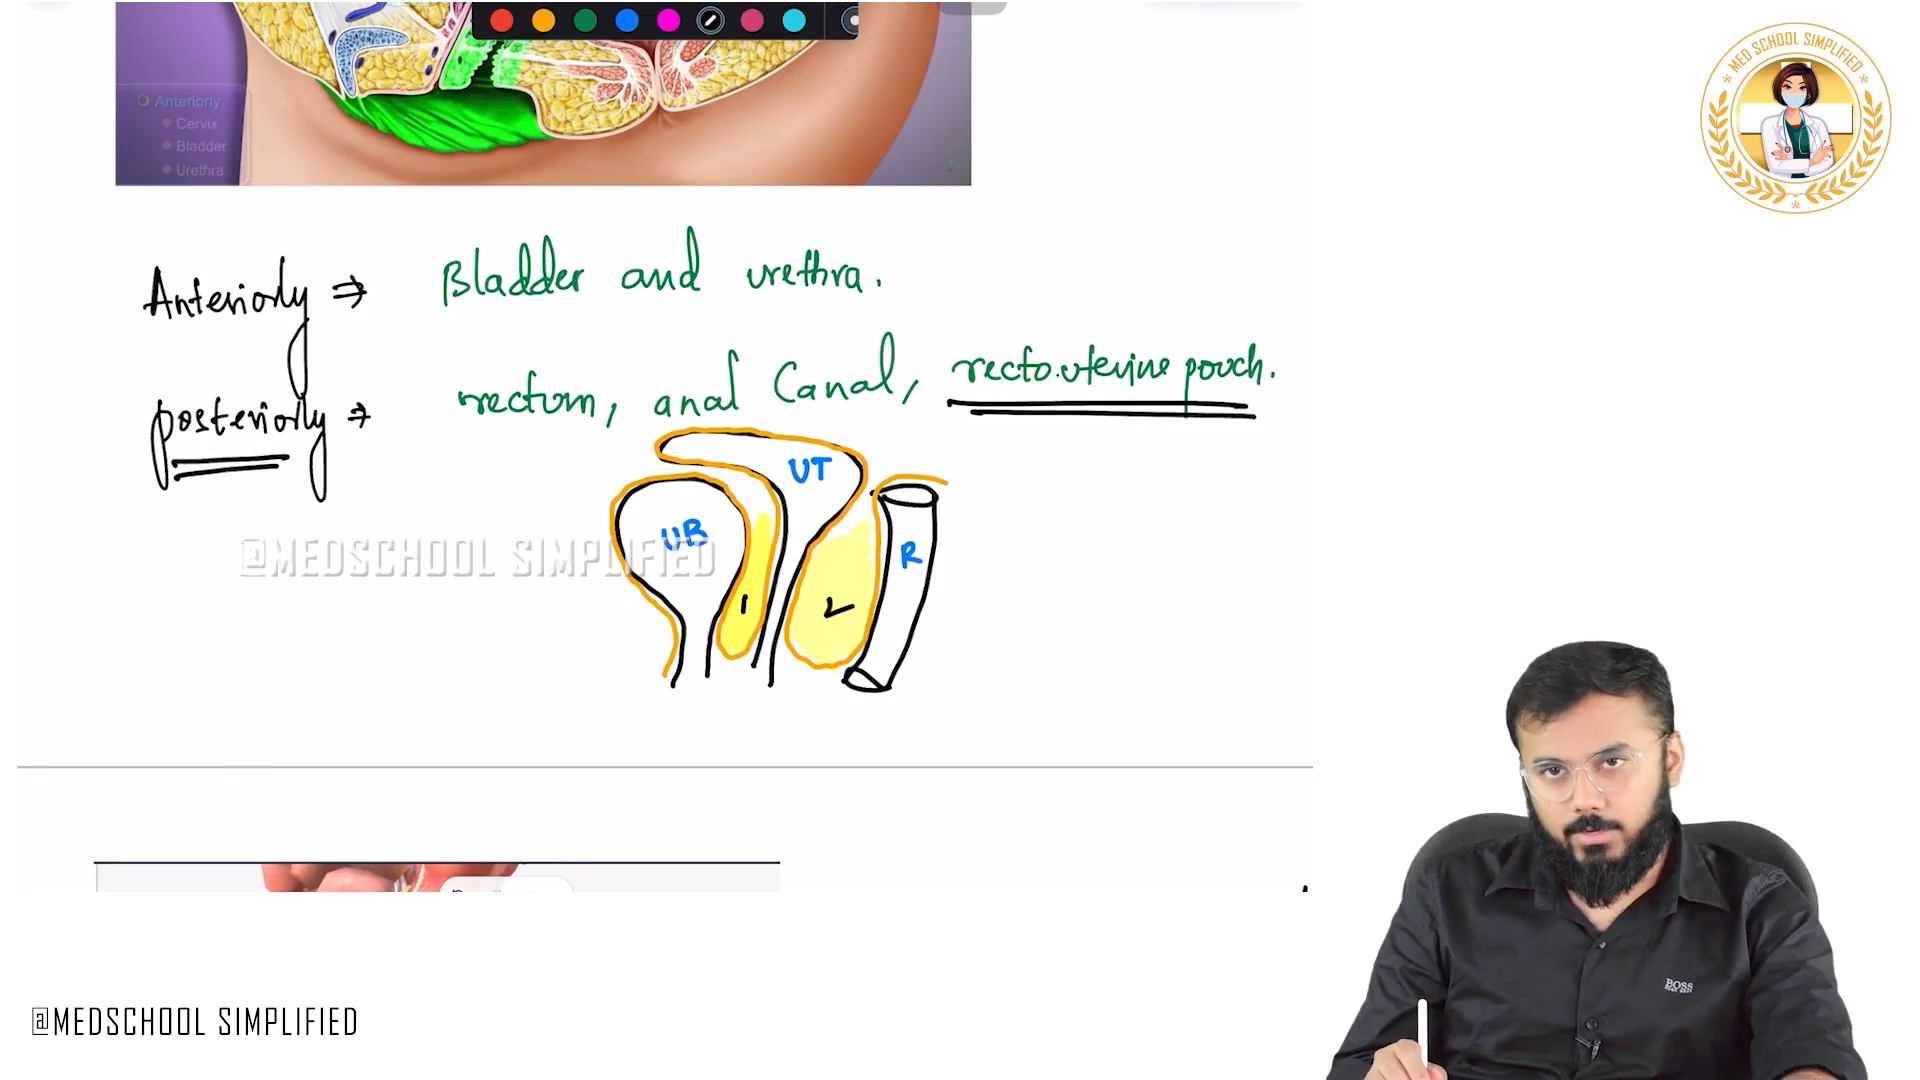 MED SCHOOL SIMPLIFIED
Anteriorly
Cervix
Bladder
Urethra
Anteriorly ⇒ Bladder and urethra.
posteriorly ⇒ rectum, anal Canal, recto.uterine pouch.
UT
UB
R
1
@MEDSCHOOL SIMPLIFIED
BOSS
@MEDSCHOOL SIMPLIFIED